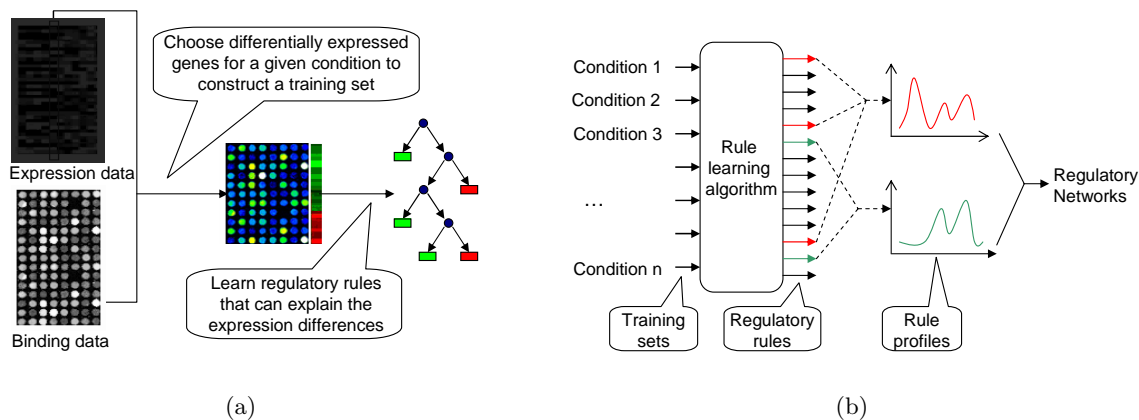 Choose differentially expressed
genes for a given condition to
construct a training set
Expression data
Learn regulatory rules
that can explain the
expression differences
Binding data
(a)
Condition 1
Condition 2
Condition 3
...
Condition n
Rule
learning
algorithm
Training
sets
Regulatory
rules
Rule
profiles
Regulatory
Networks
(b)